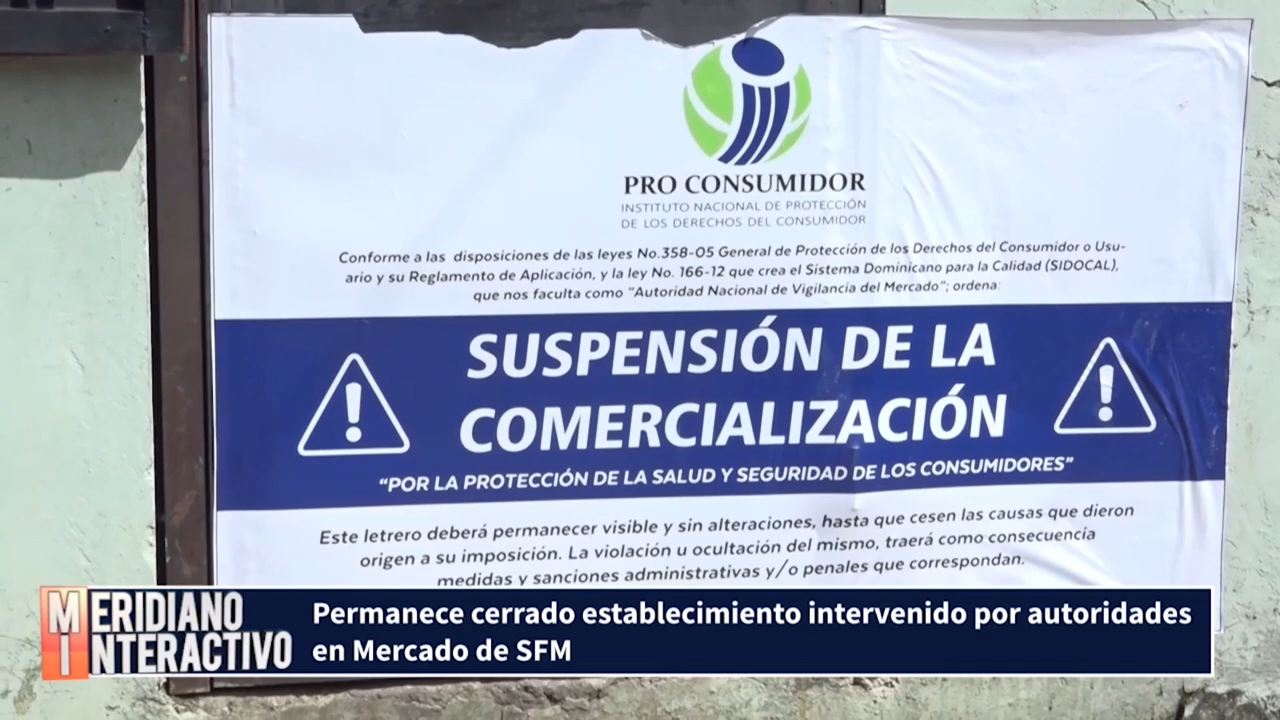 PRO CONSUMIDOR
INSTITUTO NACIONAL DE PROTECCIÓN
DE LOS DERECHOS DEL CONSUMIDOR
Conforme a las disposiciones de las leyes No.358-05 General de Protección de los Derechos del Consumidor o Usu-
ario y su Reglamento de Aplicación, y la ley No. 166-12 que crea el Sistema Dominicano para la Calidad (SIDOCAL),
que nos faculta como "Autoridad Nacional de Vigilancia del Mercado"; ordena:
SUSPENSIÓN DE LA
COMERCIALIZACIÓN
“POR LA PROTECCIÓN DE LA SALUD Y SEGURIDAD DE LOS CONSUMIDORES”
Este letrero deberá permanecer visible y sin alteraciones, hasta que cesen las causas que dieron
origen a su imposición. La violación u ocultación del mismo, traerá como consecuencia
medidas y sanciones administrativas y/o penales que correspondan.
MERIDIANO
INTERACTIVO
Permanece cerrado establecimiento intervenido por autoridades
en Mercado de SFM